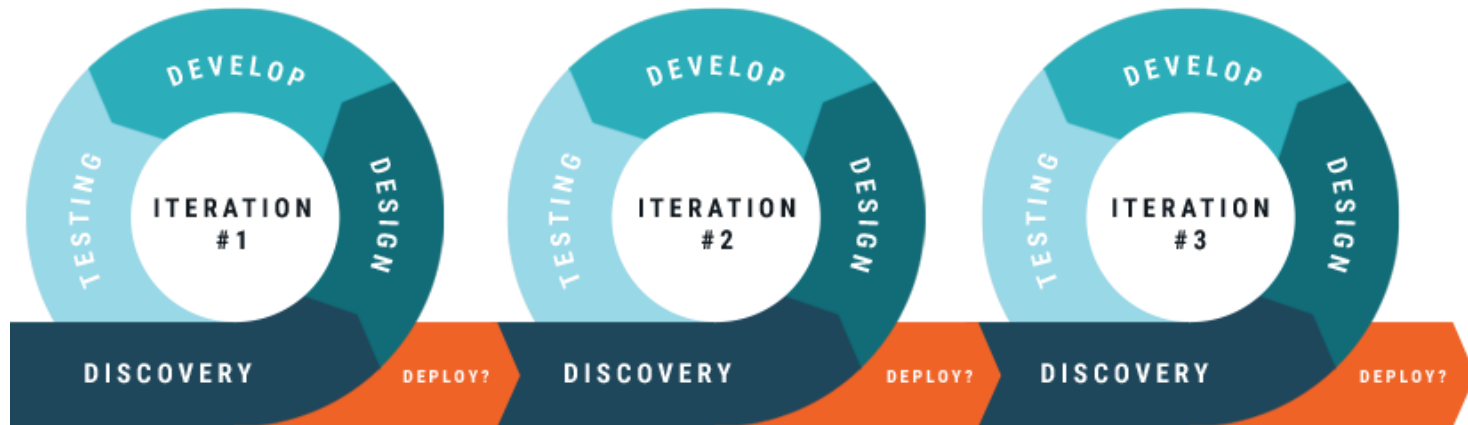 DEVELOP
TESTING
ITERATION
#1
DESIGN
DISCOVERY
DEPLOY?
DEVELOP
TESTING
ITERATION
#2
DESIGN
DISCOVERY
DEPLOY?
DEVELOP
TESTING
ITERATION
#3
DESIGN
DISCOVERY
DEPLOY?